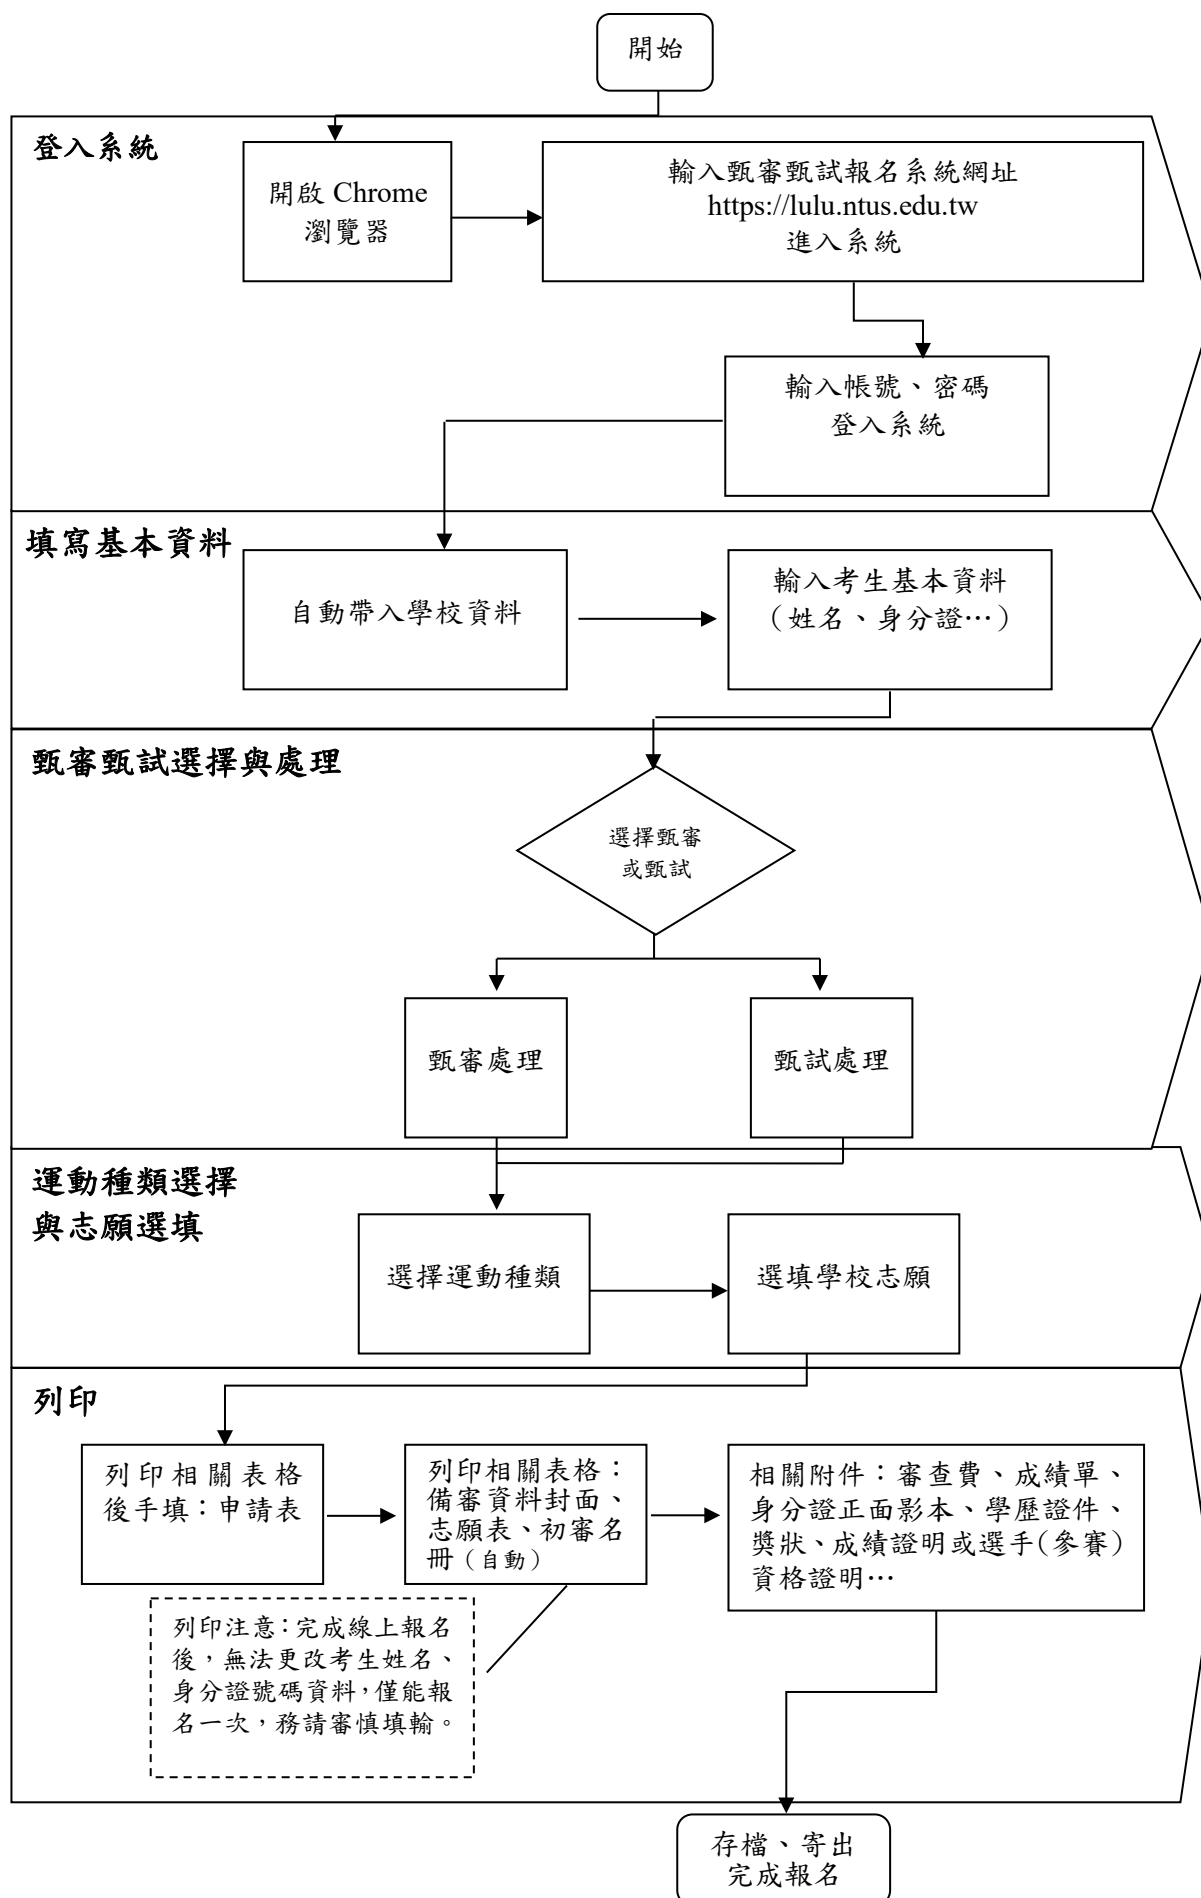 開始
登入系統
開啟 Chrome
瀏覽器
輸入甄審甄試報名系統網址
https://lulu.ntus.edu.tw
進入系統
輸入帳號、密碼
登入系統
填寫基本資料
自動帶入學校資料
輸入考生基本資料
（姓名、身分證…）
甄審甄試選擇與處理
選擇甄審
或甄試
甄審處理
甄試處理
運動種類選擇
與志願選填
選擇運動種類
選填學校志願
列印
列印相關表格
後手填：申請表
列印相關表格：
備審資料封面、
志願表、初審名
冊（自動）
相關附件：審查費、成績單、
身分證正面影本、學歷證件、
獎狀、成績證明或選手(參賽)
資格證明…
列印注意：完成線上報名
後，無法更改考生姓名、
身分證號碼資料，僅能報
名一次，務請審慎填輸。
存檔、寄出
完成報名